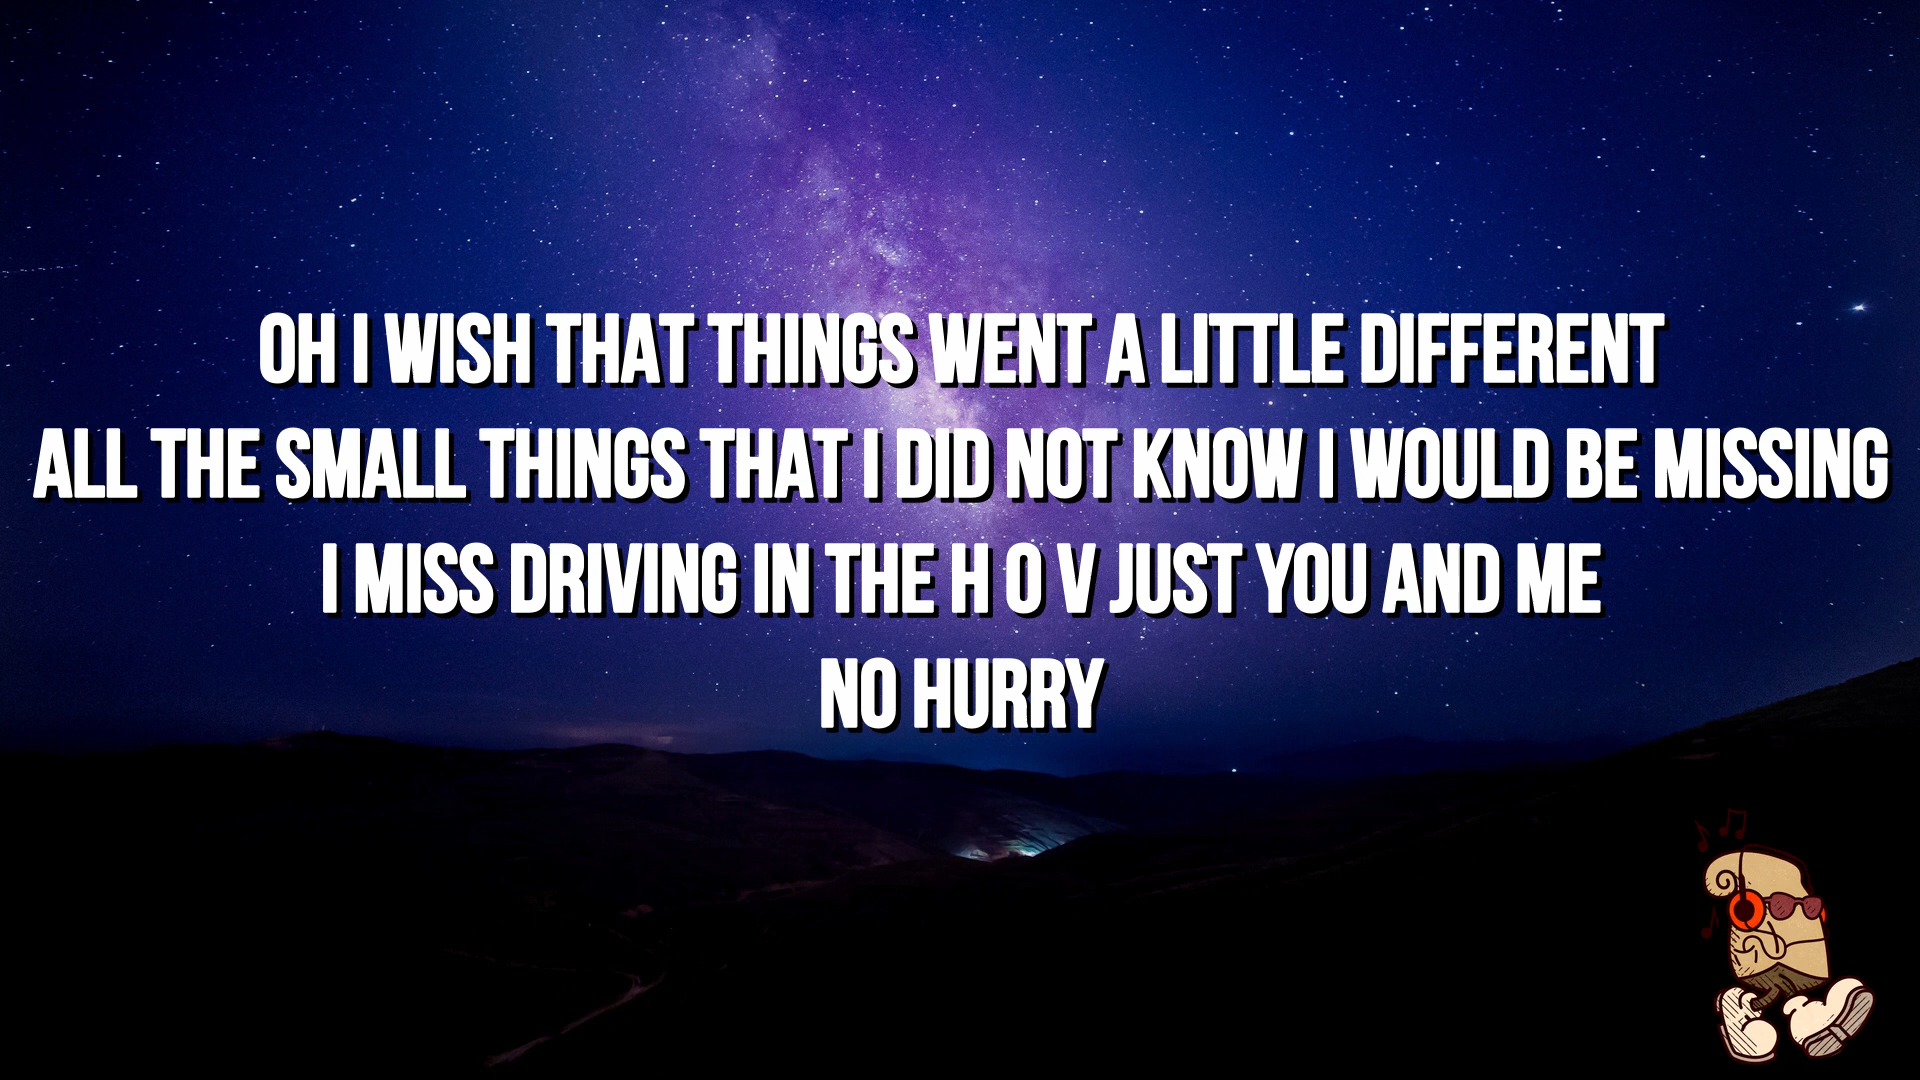 OH I WISH THAT THINGS WENT A LITTLE DIFFERENT
ALL THE SMALL THINGS THAT I DID NOT KNOW I WOULD BE MISSING
I MISS DRIVING IN THE H O V JUST YOU AND ME
NO HURRY